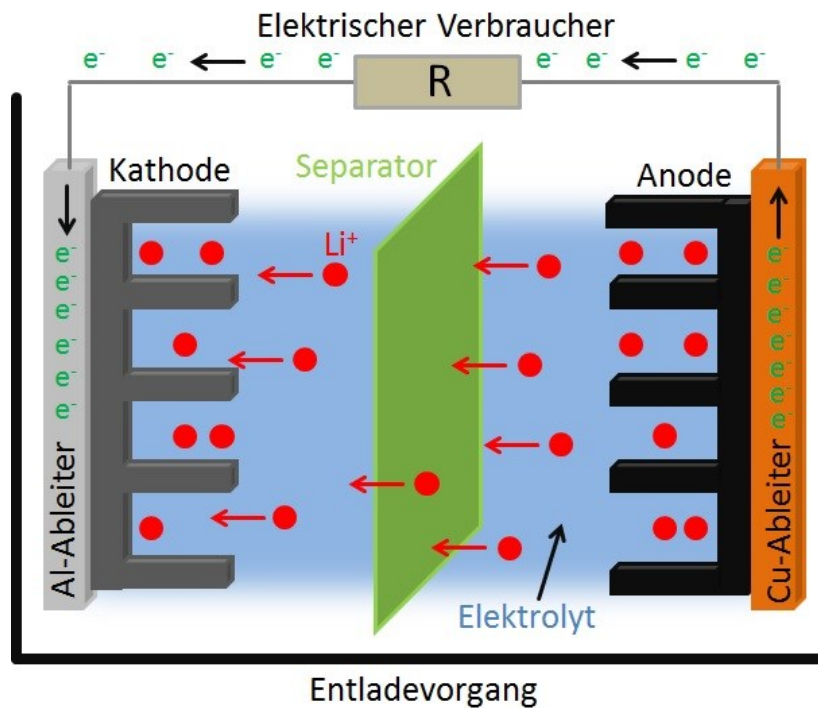 Elektrischer Verbraucher
e⁻ e⁻ e⁻ e⁻ e⁻ e⁻ e⁻ e⁻
R
Kathode
Separator
Anode
Li⁺
e⁻
e⁻
e⁻
e⁻
e⁻
e⁻
Al-Ableiter
e⁻
e⁻
e⁻
e⁻
e⁻
e⁻
e⁻
Cu-Ableiter
Elektrolyt
Entladevorgang